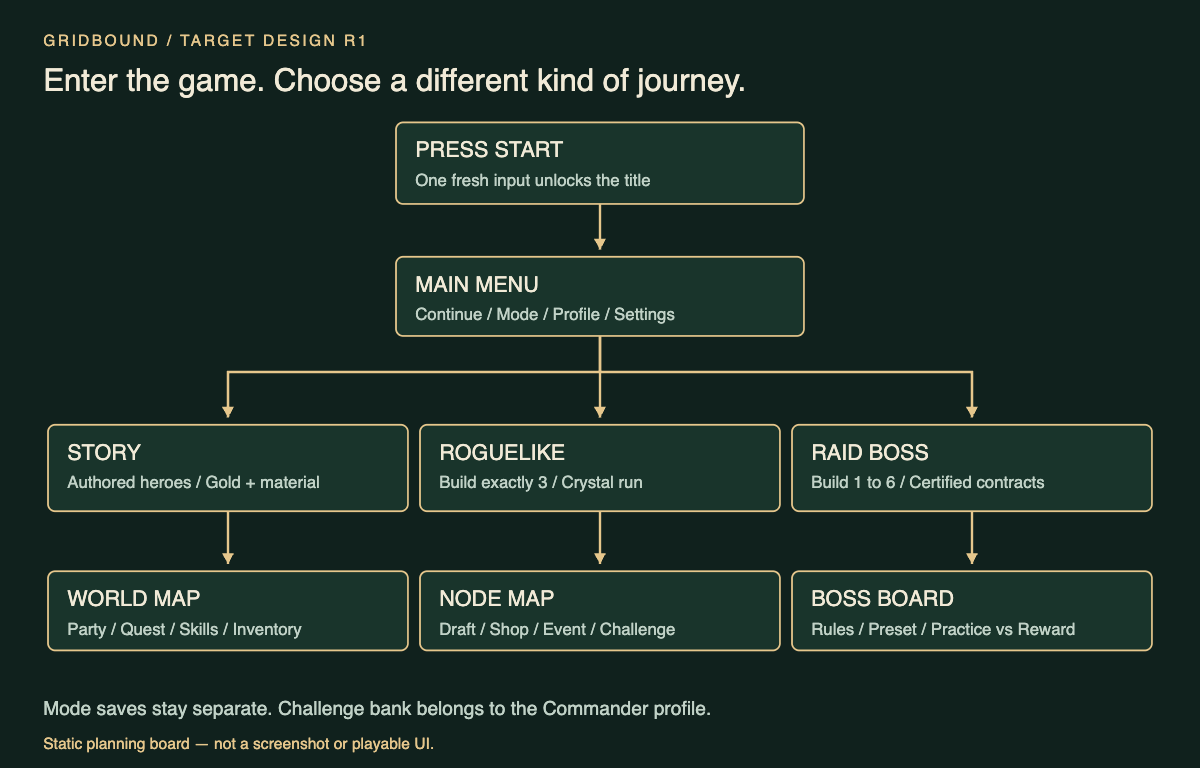 GRIDBOUND / TARGET DESIGN R1
Enter the game. Choose a different kind of journey.
PRESS START
One fresh input unlocks the title
MAIN MENU
Continue / Mode / Profile / Settings
STORY
Authored heroes / Gold + material
ROGUELIKE
Build exactly 3 / Crystal run
RAID BOSS
Build 1 to 6 / Certified contracts
WORLD MAP
Party / Quest / Skills / Inventory
NODE MAP
Draft / Shop / Event / Challenge
BOSS BOARD
Rules / Preset / Practice vs Reward
Mode saves stay separate. Challenge bank belongs to the Commander profile.
Static planning board — not a screenshot or playable UI.